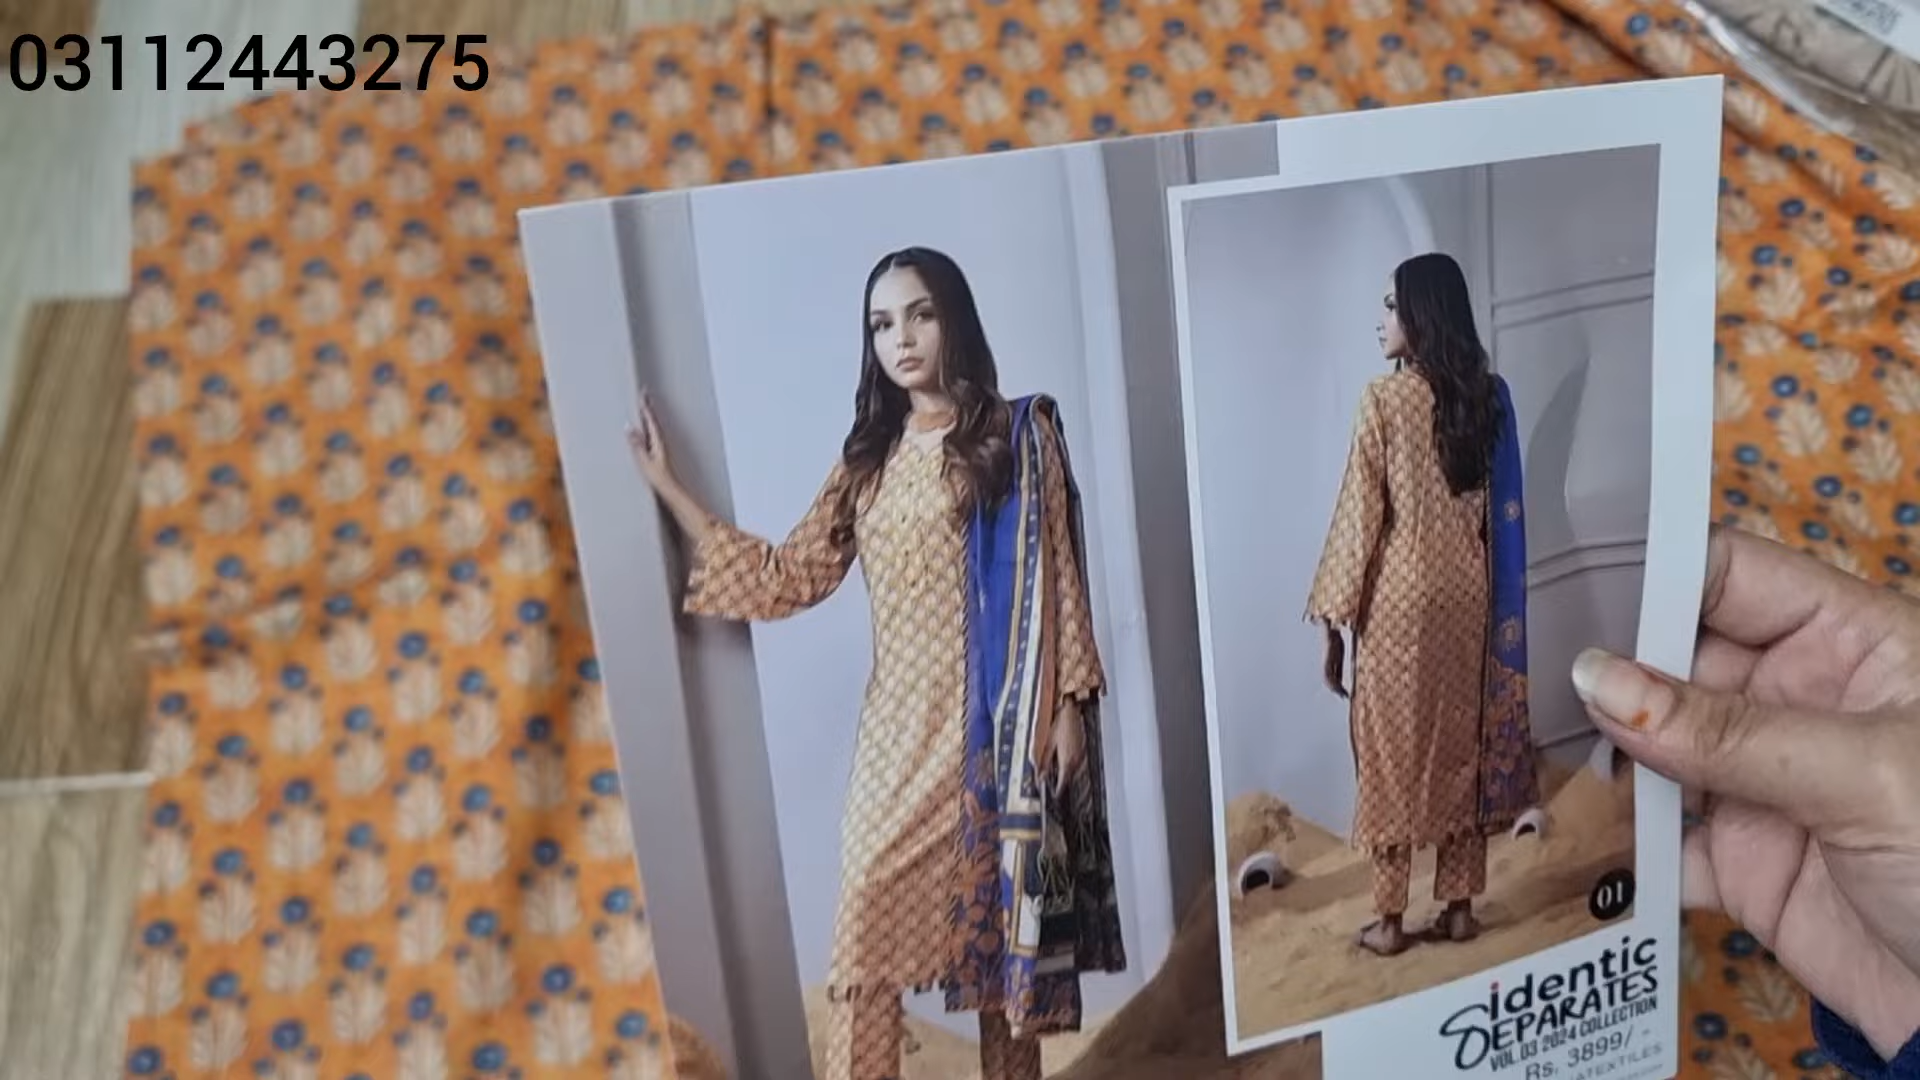 03112443275
01
identic
SEPARATES
VOL.03 2024 COLLECTION
Rs. 3899/-